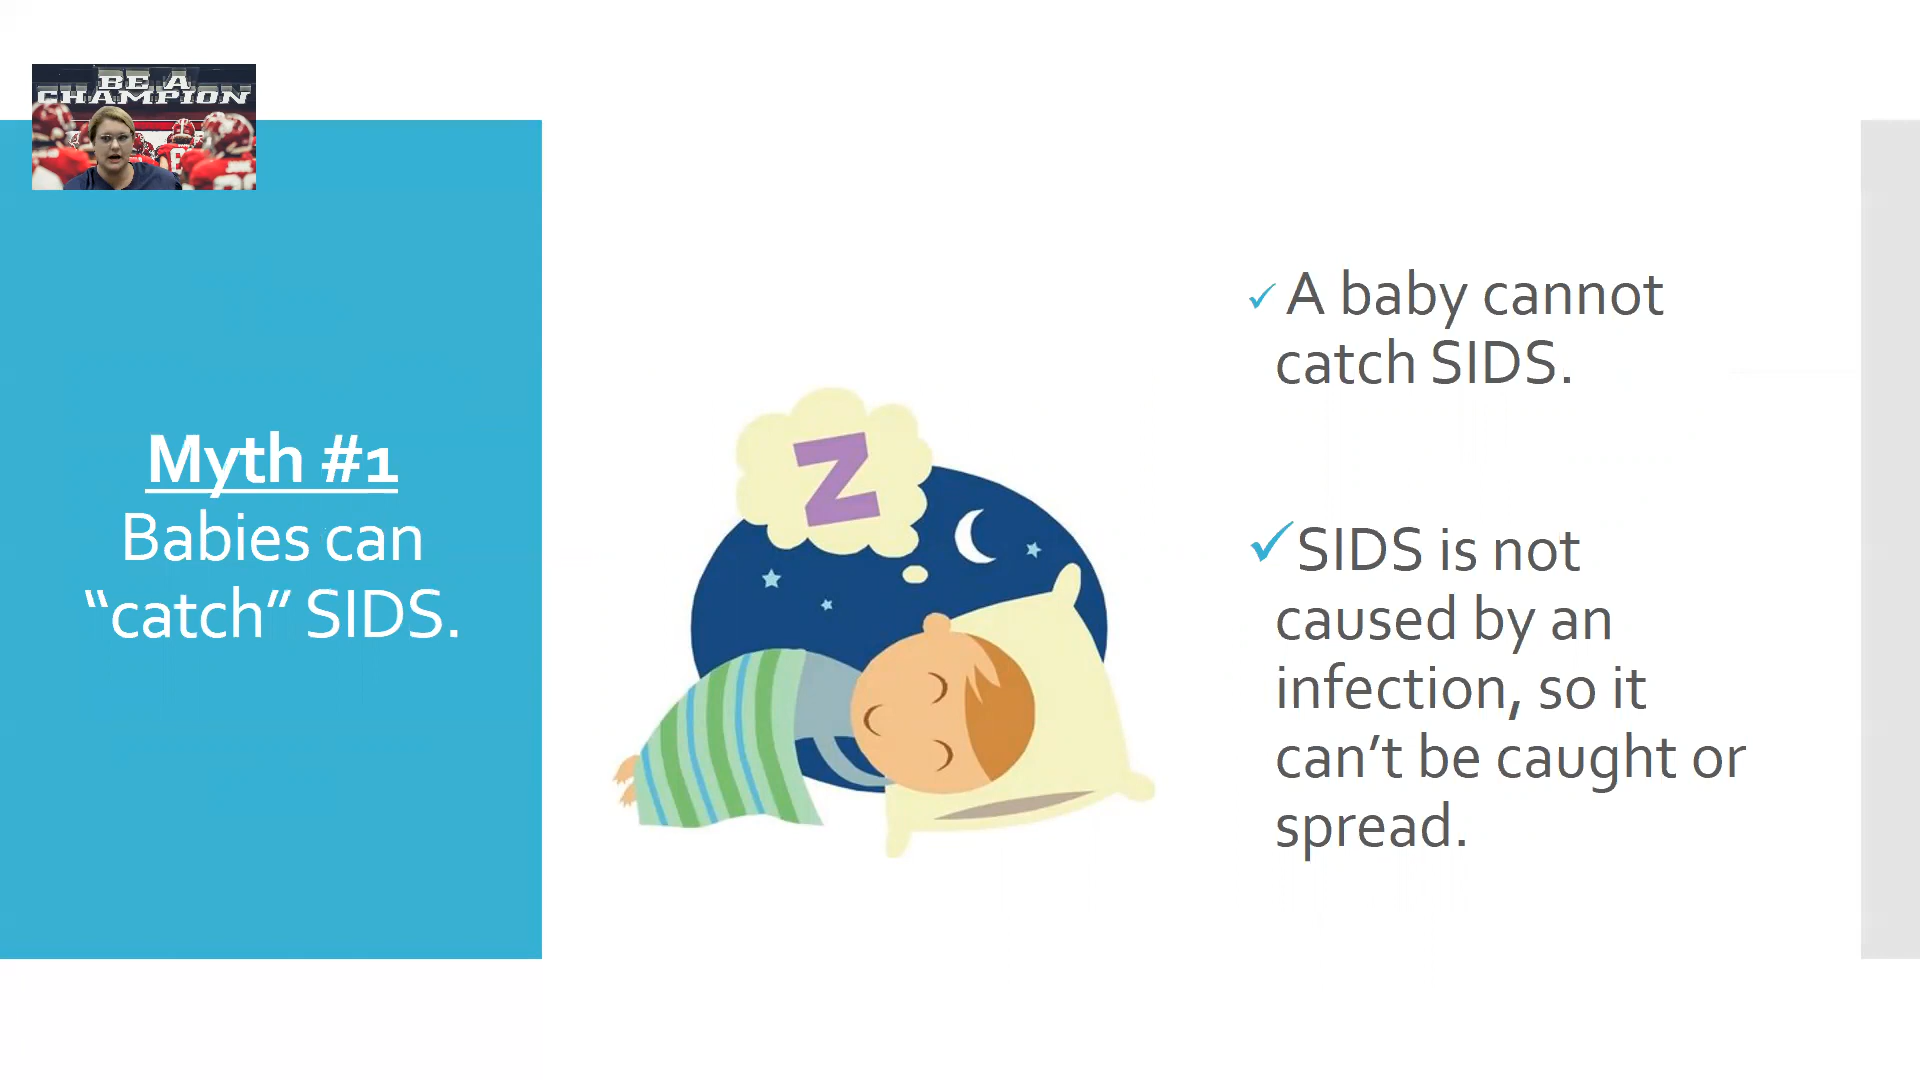 BE A
CHAMPION
Myth #1
Babies can
“catch” SIDS.
Z
✓ A baby cannot
catch SIDS.
✓ SIDS is not
caused by an
infection, so it
can’t be caught or
spread.